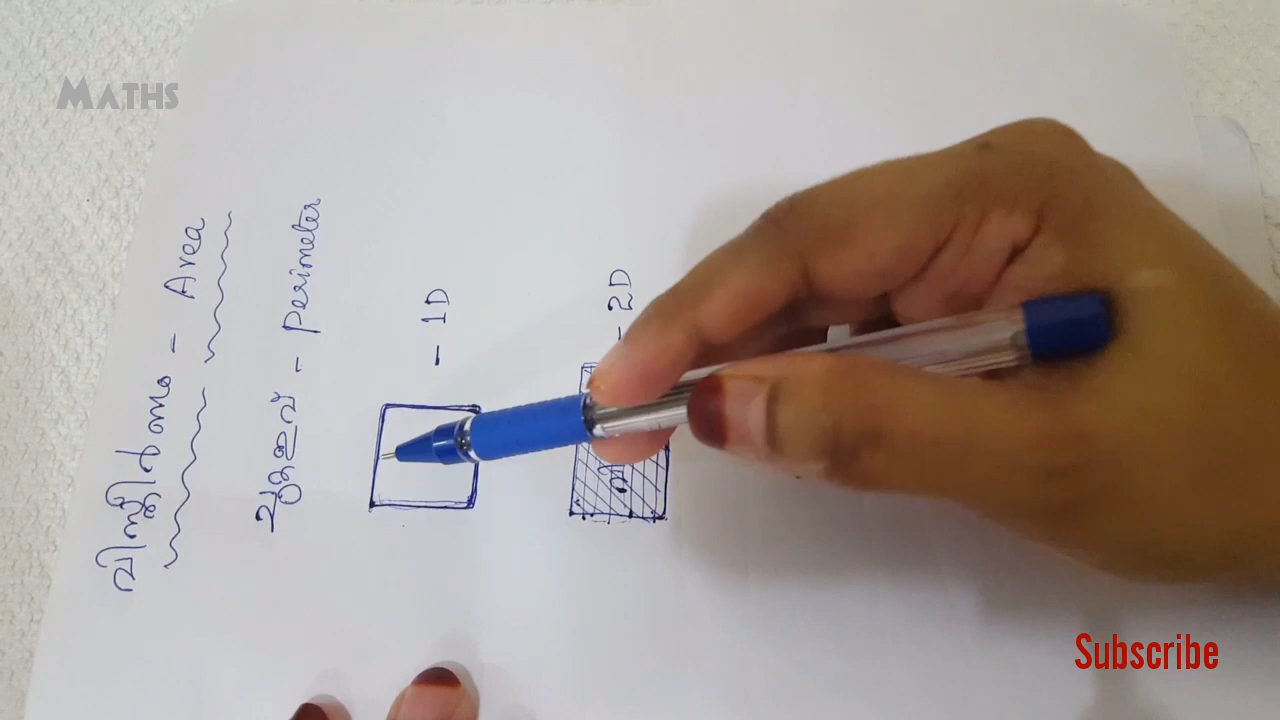 MATHS
വിസ്തീർണം - Area
ചുറ്റളവ് - Perimeter
- 1D
- 2D
Subscribe